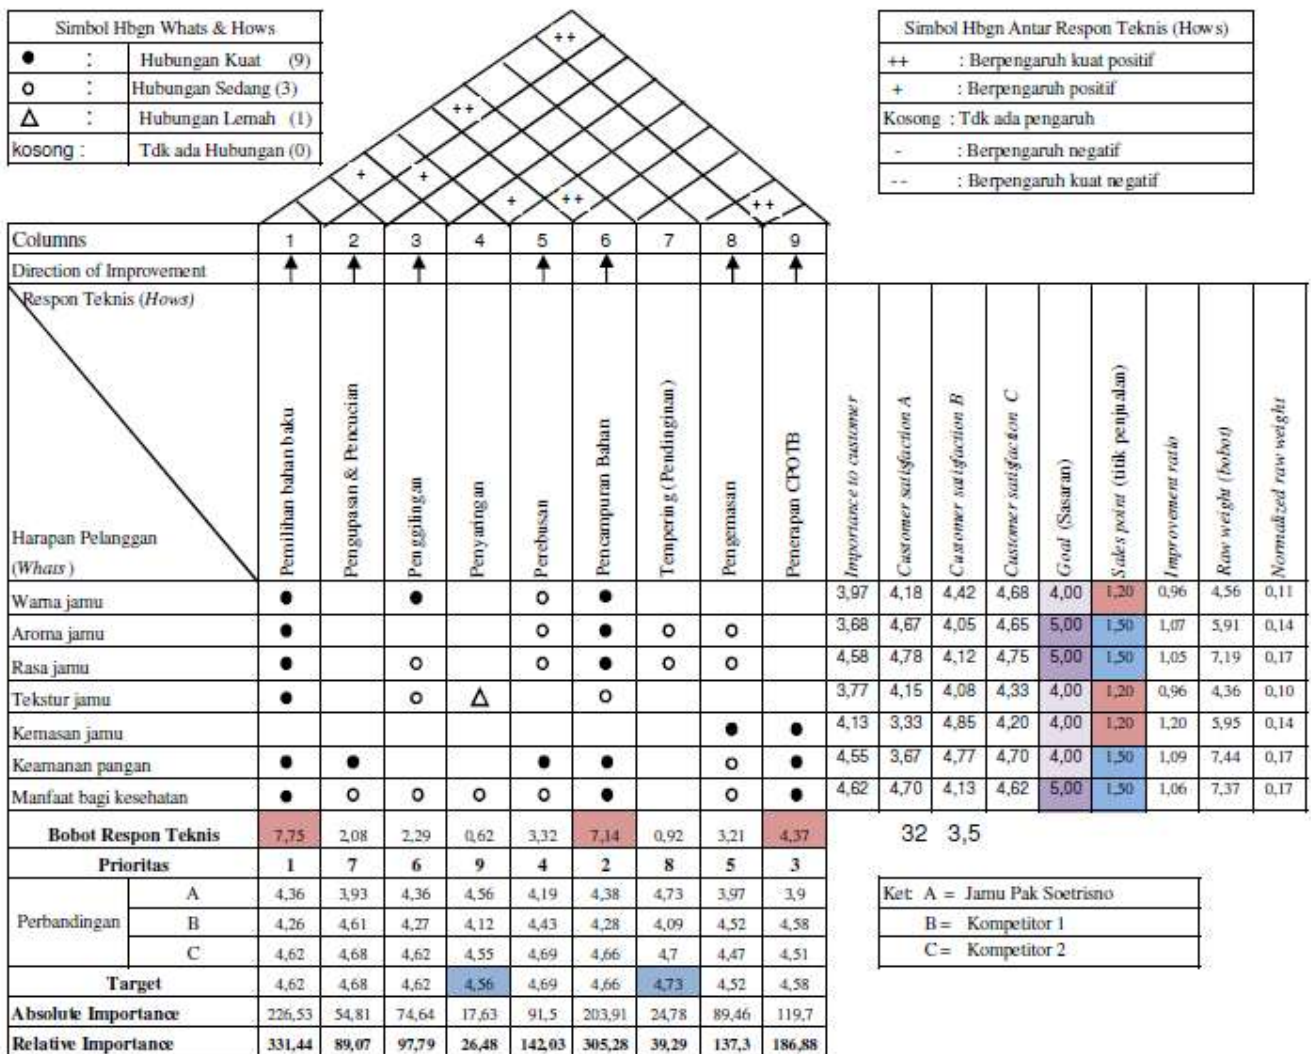 Simbol Hbgn Whats & Hows
● : Hubungan Kuat (9)
○ : Hubungan Sedang (3)
△ : Hubungan Lemah (1)
kosong : Tdk ada Hubungan (0)
Simbol Hbgn Antar Respon Teknis (Hows)
++ : Berpengaruh kuat positif
+ : Berpengaruh positif
Kosong : Tdk ada pengaruh
- : Berpengaruh negatif
-- : Berpengaruh kuat negatif
++
++
+ +
+ ++ ++
Columns 1 2 3 4 5 6 7 8 9
Direction of Improvement
Respon Teknis (Hows)
Harapan Pelanggan
(Whats)
Pemilihan bahan baku
Pengupasan & Pencucian
Penggilingan
Penyaringan
Perebusan
Pencampuran Bahan
Tempering (Pendinginan)
Pengemasan
Penerapan CPOTB
Importance to customer
Customer satisfaction A
Customer satisfaction B
Customer satisfaction C
Goal (Sasaran)
Sales point (titik penjualan)
Improvement ratio
Raw weight (bobot)
Normalized raw weight
Warna jamu ● ● ○ ● 3,97 4,18 4,42 4,68 4,00 1,20 0,96 4,56 0,11
Aroma jamu ● ○ ● ○ ○ 3,68 4,67 4,05 4,65 5,00 1,50 1,07 5,91 0,14
Rasa jamu ● ○ ○ ● ○ ○ 4,58 4,78 4,12 4,75 5,00 1,50 1,05 7,19 0,17
Tekstur jamu ● ○ △ ○ 3,77 4,15 4,08 4,33 4,00 1,20 0,96 4,36 0,10
Kemasan jamu ● ● 4,13 3,33 4,85 4,20 4,00 1,20 1,20 5,95 0,14
Keamanan pangan ● ● ● ● ○ ● 4,55 3,67 4,77 4,70 4,00 1,50 1,09 7,44 0,17
Manfaat bagi kesehatan ● ○ ○ ○ ○ ● ○ ● 4,62 4,70 4,13 4,62 5,00 1,50 1,06 7,37 0,17
Bobot Respon Teknis 7,75 2,08 2,29 0,62 3,32 7,14 0,92 3,21 4,37 32 3,5
Prioritas 1 7 6 9 4 2 8 5 3
Perbandingan
A 4,36 3,93 4,36 4,56 4,19 4,38 4,73 3,97 3,9
B 4,26 4,61 4,27 4,12 4,43 4,28 4,09 4,52 4,58
C 4,62 4,68 4,62 4,55 4,69 4,66 4,7 4,47 4,51
Target 4,62 4,68 4,62 4,56 4,69 4,66 4,73 4,52 4,58
Absolute Importance 226,53 54,81 74,64 17,63 91,5 203,91 24,78 89,46 119,7
Relative Importance 331,44 89,07 97,79 26,48 142,03 305,28 39,29 137,3 186,88
Ket: A = Jamu Pak Soetrisno
B = Kompetitor 1
C = Kompetitor 2